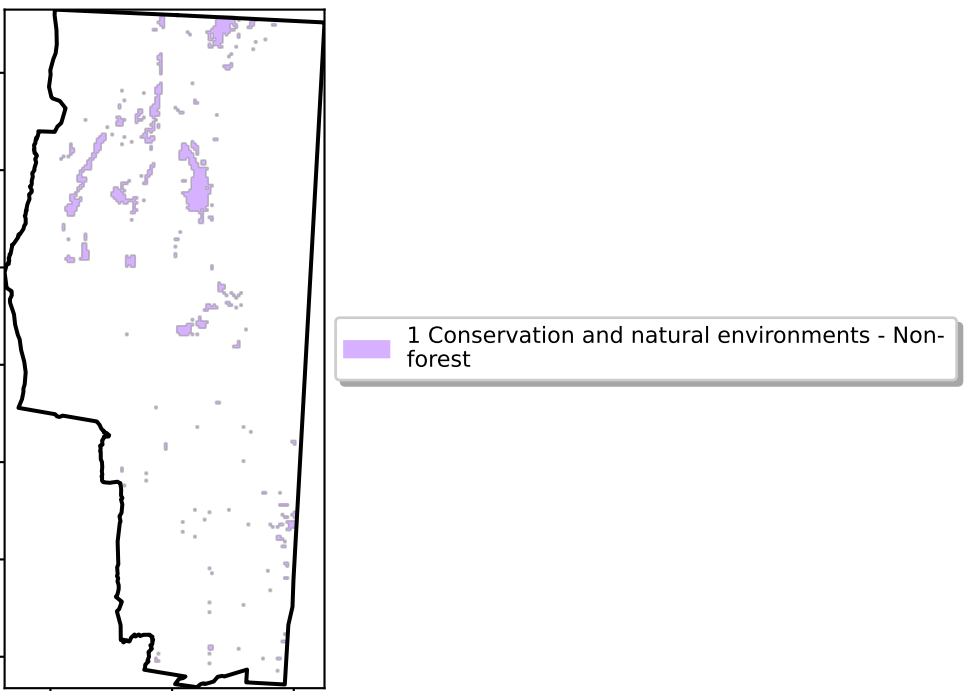 1 Conservation and natural environments - Non-
forest